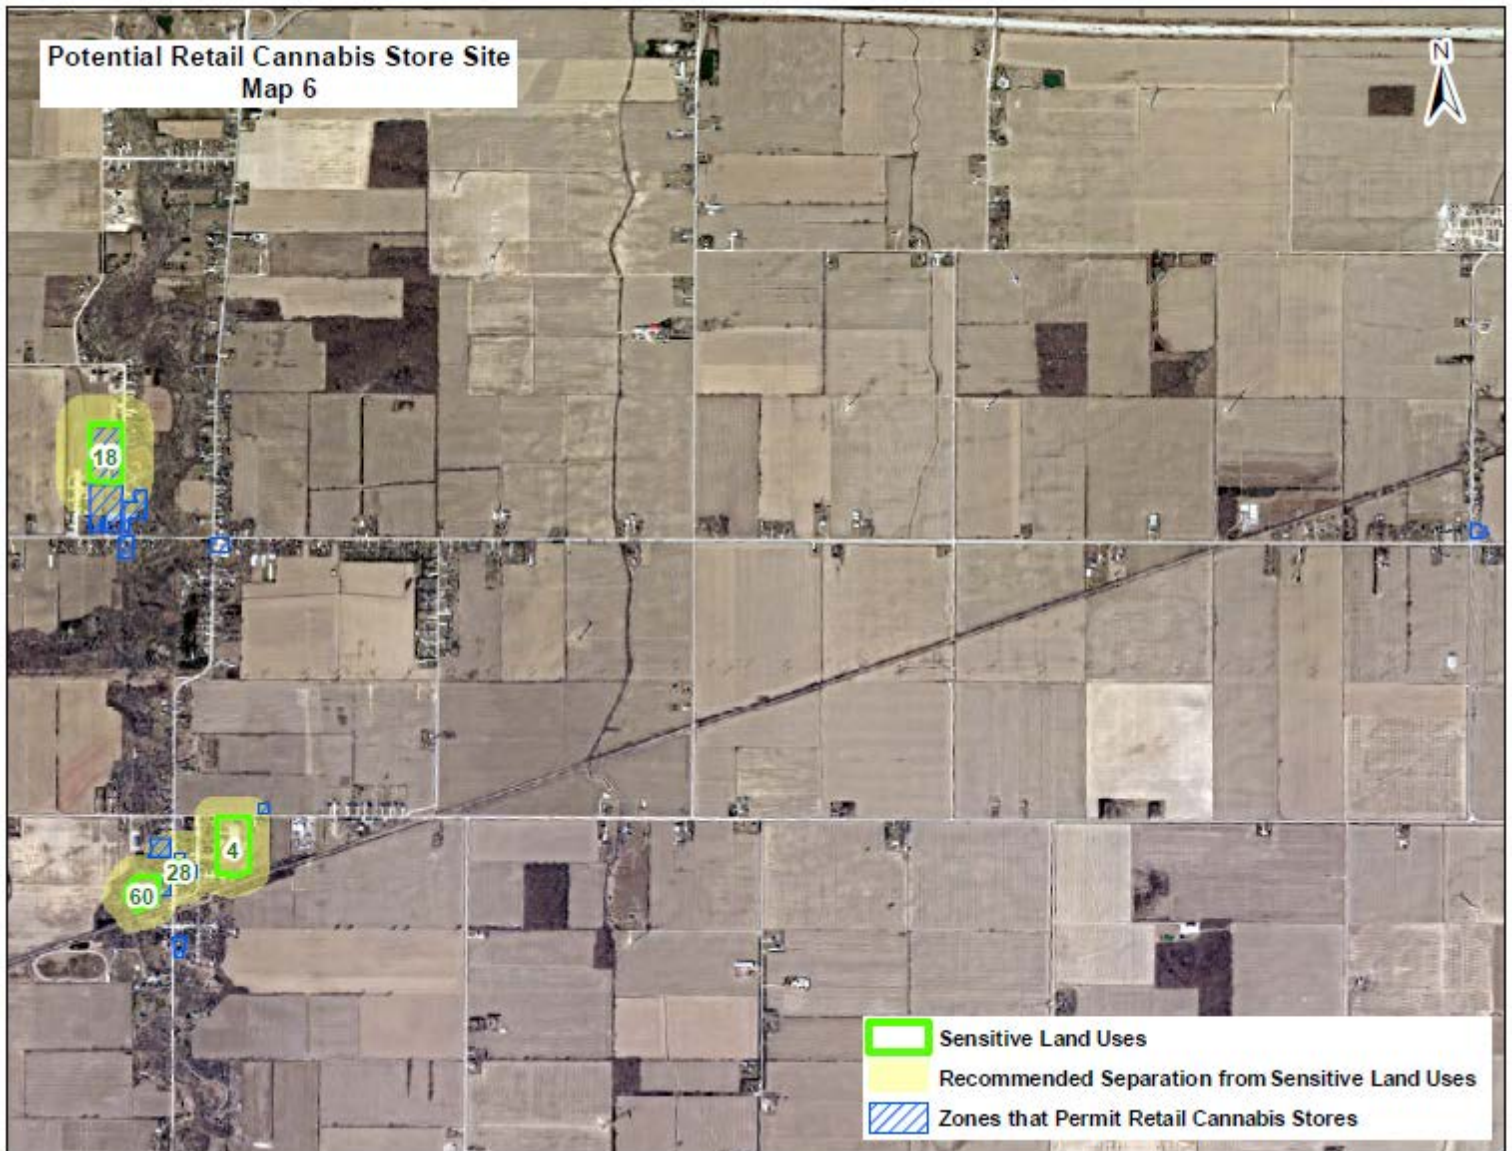 Potential Retail Cannabis Store Site
Map 6
N
18
4
28
60
Sensitive Land Uses
Recommended Separation from Sensitive Land Uses
Zones that Permit Retail Cannabis Stores